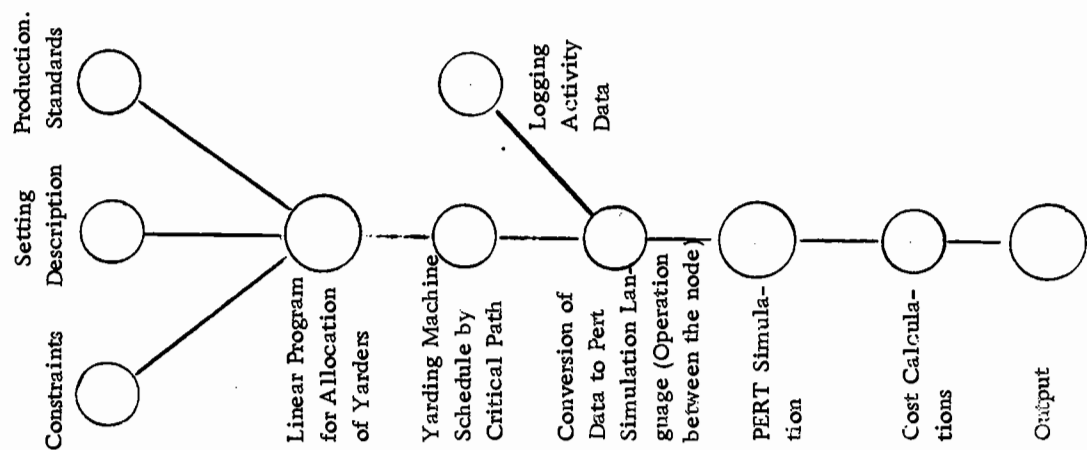 Constraints
Setting
Description
Production.
Standards
Linear Program
for Allocation
of Yarders
Yarding Machine
Schedule by
Critical Path
Logging
Activity
Data
Conversion of
Data to Pert
Simulation Lan-
guage (Operation
between the node)
PERT Simula-
tion
Cost Calcula-
tions
Output